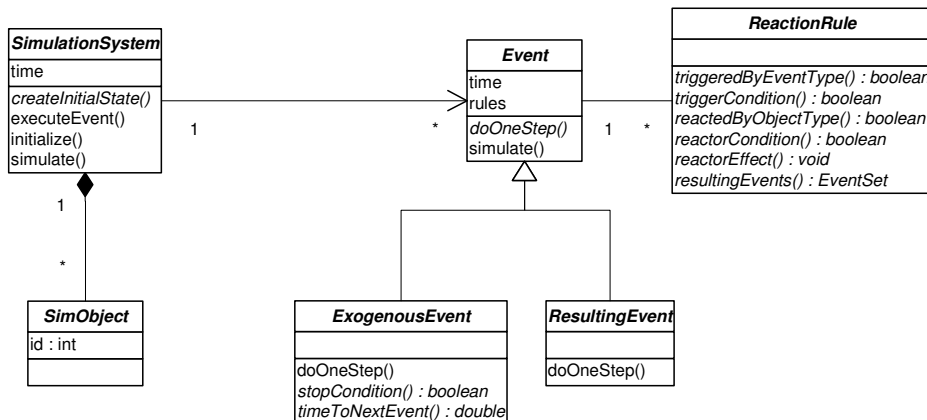 SimulationSystem
time
createInitialState()
executeEvent()
initialize()
simulate()
1
*
Event
time
rules
doOneStep()
simulate()
1
*
ReactionRule
triggeredByEventType() : boolean
triggerCondition() : boolean
reactedByObjectType() : boolean
reactorCondition() : boolean
reactorEffect() : void
resultingEvents() : EventSet
1
*
SimObject
id : int
ExogenousEvent
doOneStep()
stopCondition() : boolean
timeToNextEvent() : double
ResultingEvent
doOneStep()